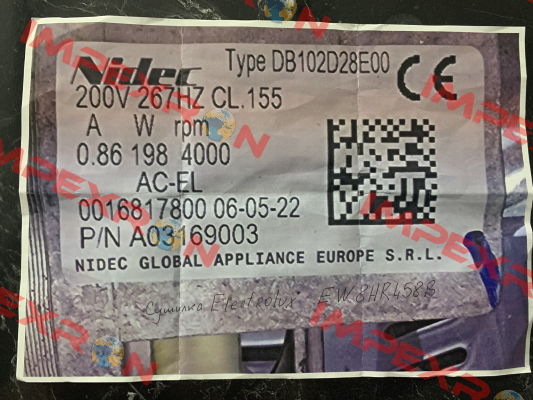 Nidec Type DB102D28E00 CE
200V 267HZ CL.155
A W rpm
0.86 198 4000
AC-EL
0016817800 06-05-22
P/N A03169003
NIDEC GLOBAL APPLIANCE EUROPE S.R.L.
Сушилка Electrolux EW8HR458B
IMPEXRON